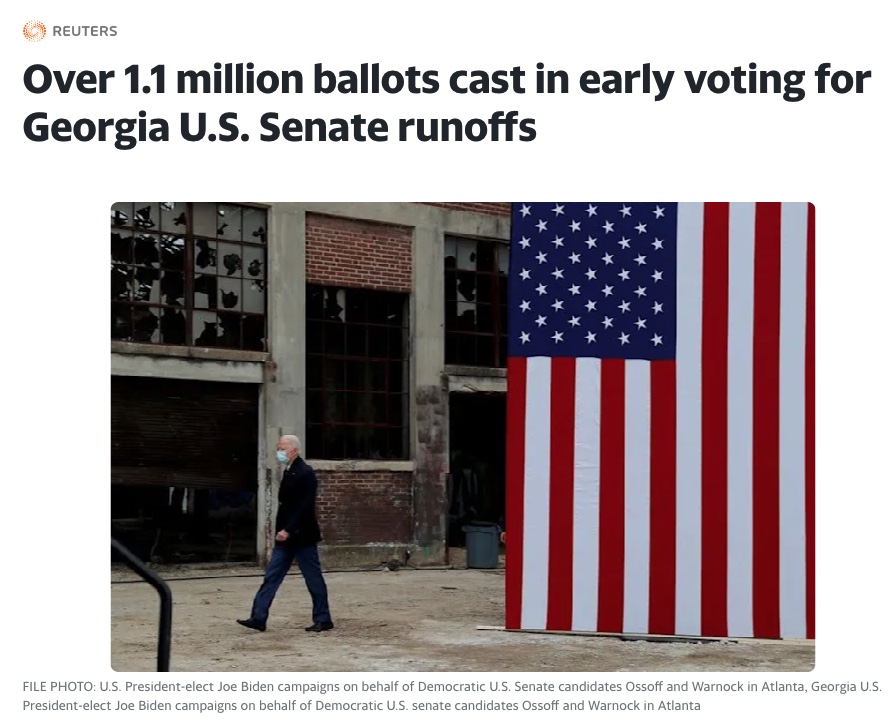 REUTERS
Over 1.1 million ballots cast in early voting for
Georgia U.S. Senate runoffs
FILE PHOTO: U.S. President-elect Joe Biden campaigns on behalf of Democratic U.S. Senate candidates Ossoff and Warnock in Atlanta, Georgia U.S.
President-elect Joe Biden campaigns on behalf of Democratic U.S. senate candidates Ossoff and Warnock in Atlanta